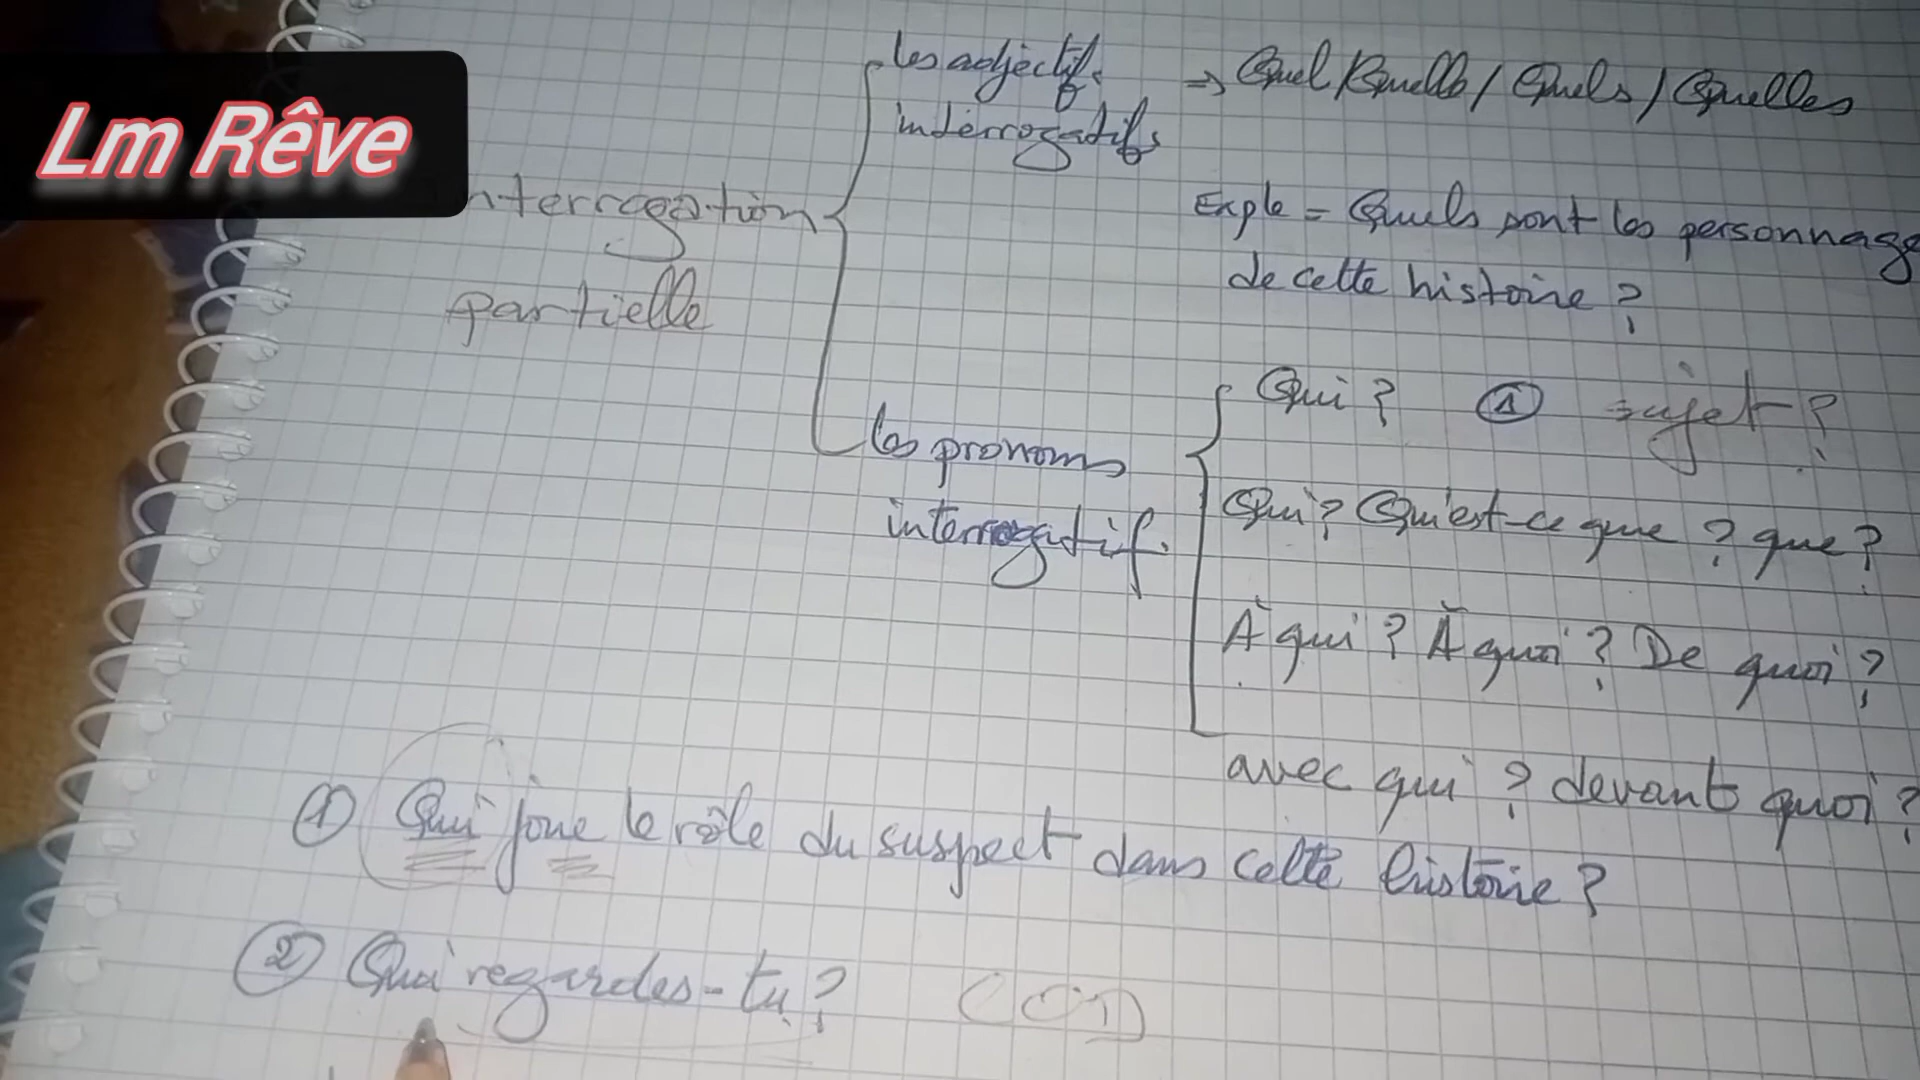 Lm Rêve
les adjectifs
interrogatifs
=> Quel / Quelle / Quels / Quelles
Exple = Quels sont les personnage
de cette histoire ?
nterrogation
partielle
les pronoms
interrogatif.
Qui ? ① sujet ?
Qui ? Qu'est-ce que ? que ?
À qui ? À quoi ? De quoi ?
avec qui ? devant quoi ?
① Qui joue le rôle du suspect dans cette histoire ?
② Qui regardes-tu ? COD